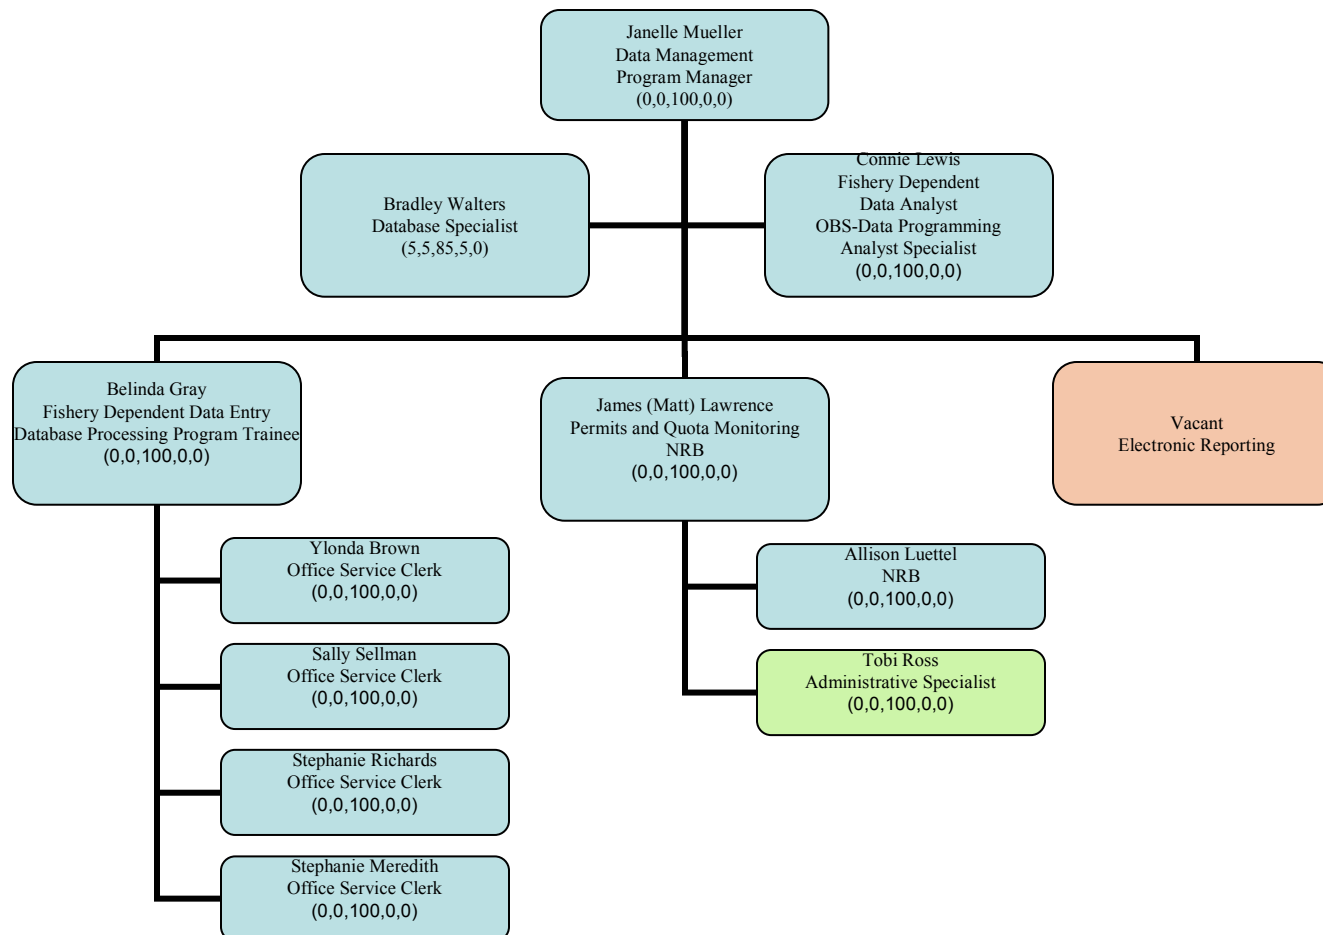 Janelle Mueller
Data Management
Program Manager
(0,0,100,0,0)
Bradley Walters
Database Specialist
(5,5,85,5,0)
Connie Lewis
Fishery Dependent
Data Analyst
OBS-Data Programming
Analyst Specialist
(0,0,100,0,0)
Belinda Gray
Fishery Dependent Data Entry
Database Processing Program Trainee
(0,0,100,0,0)
James (Matt) Lawrence
Permits and Quota Monitoring
NRB
(0,0,100,0,0)
Vacant
Electronic Reporting
Ylonda Brown
Office Service Clerk
(0,0,100,0,0)
Sally Sellman
Office Service Clerk
(0,0,100,0,0)
Stephanie Richards
Office Service Clerk
(0,0,100,0,0)
Stephanie Meredith
Office Service Clerk
(0,0,100,0,0)
Allison Luettel
NRB
(0,0,100,0,0)
Tobi Ross
Administrative Specialist
(0,0,100,0,0)